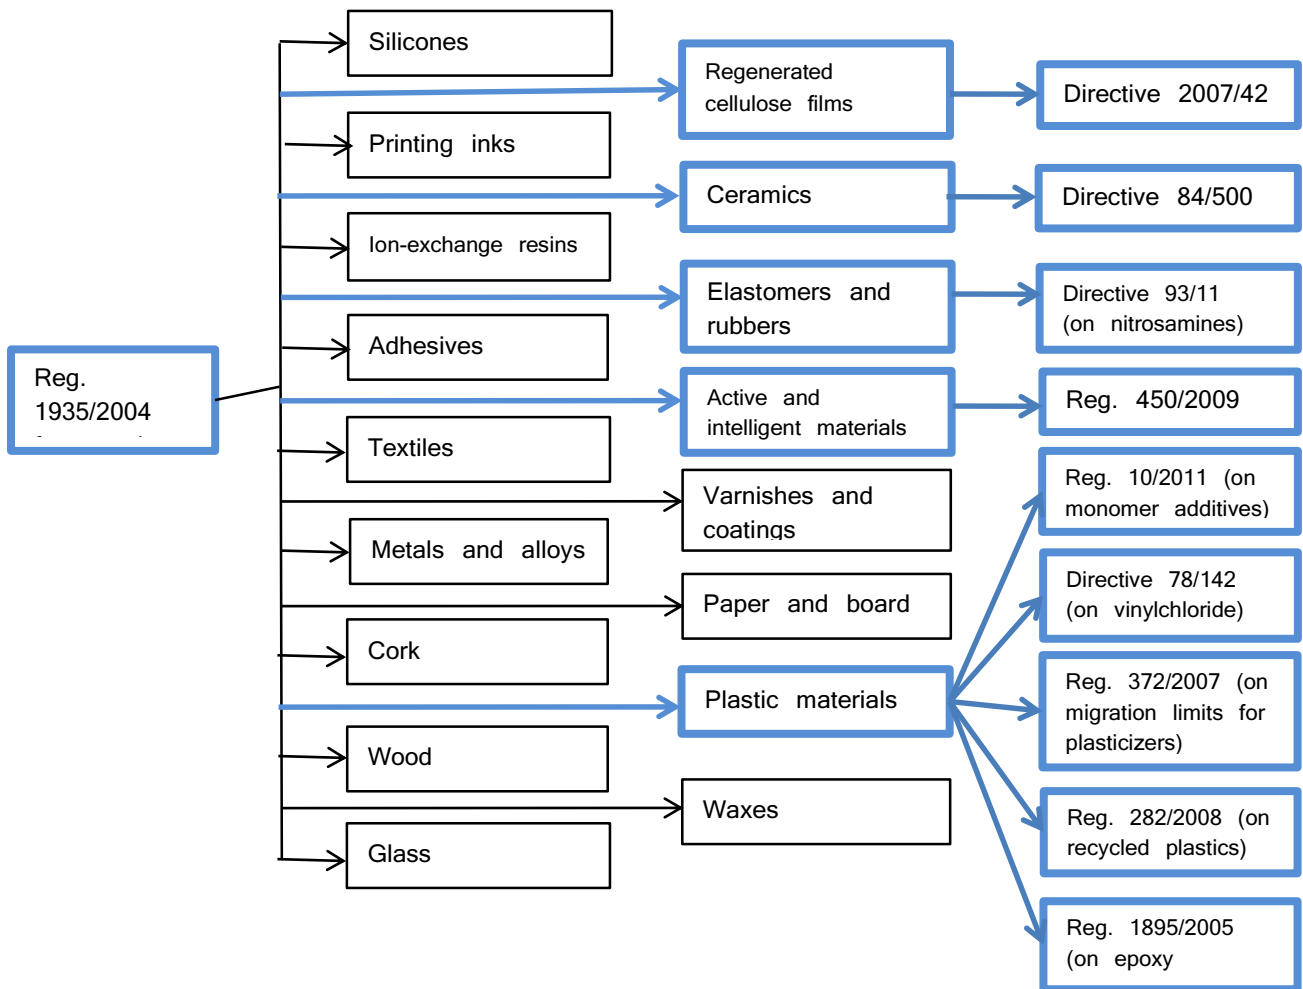 Reg.
1935/2004
Silicones
Printing inks
Ion-exchange resins
Adhesives
Textiles
Metals and alloys
Cork
Wood
Glass
Regenerated
cellulose films
Ceramics
Elastomers and
rubbers
Active and
intelligent materials
Varnishes and
coatings
Paper and board
Plastic materials
Waxes
Directive 2007/42
Directive 84/500
Directive 93/11
(on nitrosamines)
Reg. 450/2009
Reg. 10/2011 (on
monomer additives)
Directive 78/142
(on vinylchloride)
Reg. 372/2007 (on
migration limits for
plasticizers)
Reg. 282/2008 (on
recycled plastics)
Reg. 1895/2005
(on epoxy